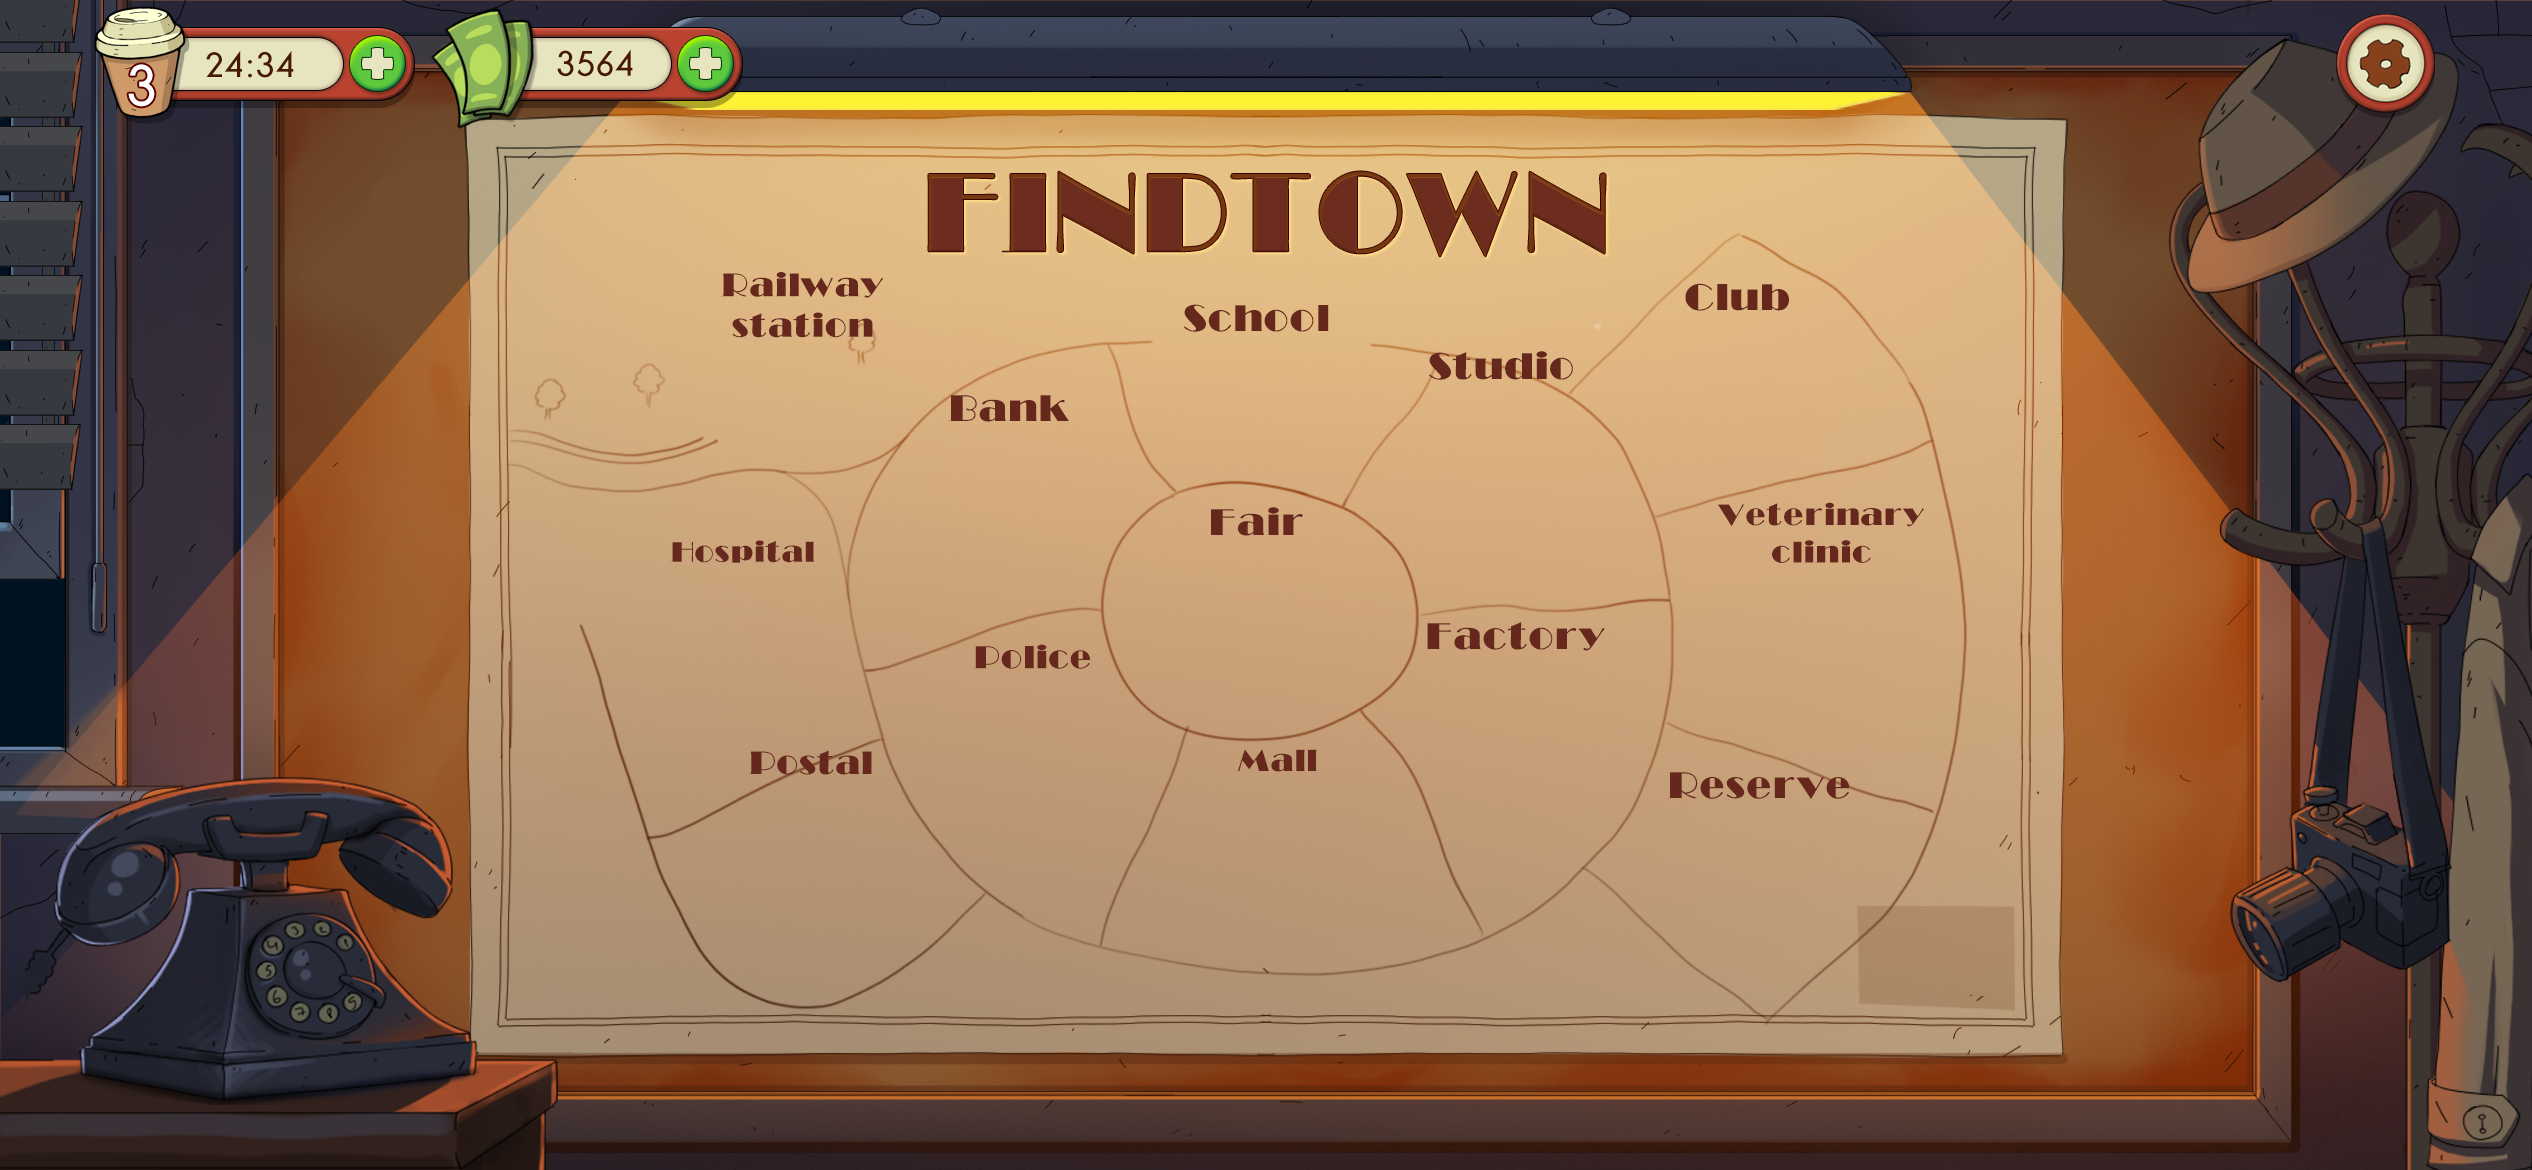 3
24:34
3564
FINDTOWN
Railway
station
School
Club
Studio
Bank
Fair
Veterinary
clinic
Hospital
Factory
Police
Postal
Mall
Reserve